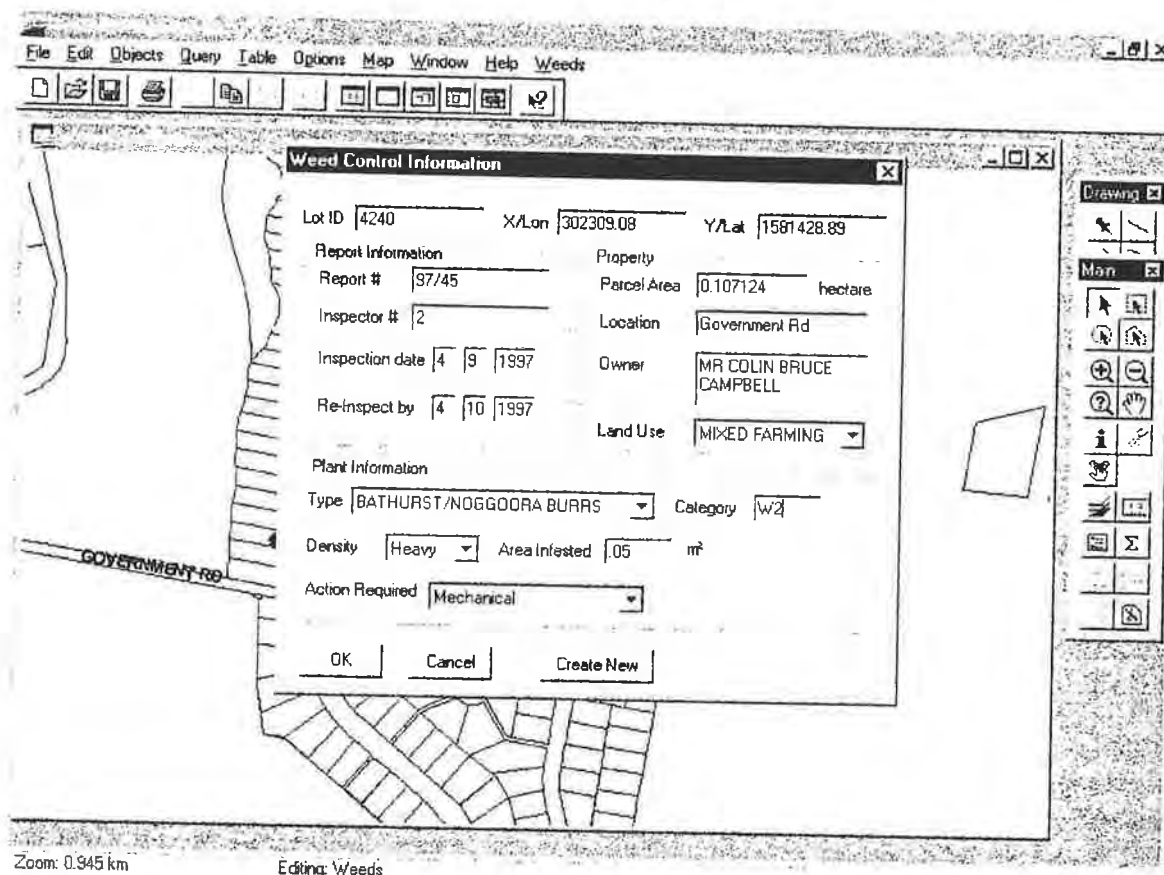 File Edit Objects Query Table Options Map Window Help Weeds
Weed Control Information
Drawing
Main
Lot ID 4240 X/Lon 302309.08 Y/Lat 1581428.89
Report Information Property
Report # 97/45 Parcel Area 0.107124 hectare
Inspector # 2 Location Government Rd
Inspection date 4 9 1997 Owner MR COLIN BRUCE
CAMPBELL
Re-Inspect by 4 10 1997
Land Use MIXED FARMING
Plant Information
Type BATHURST/NOGGOORA BURRS Category W2
Density Heavy Area Infested .05 m²
Action Required Mechanical
OK Cancel Create New
GOVERNMENT RD
Zoom: 0.945 km Editing: Weeds